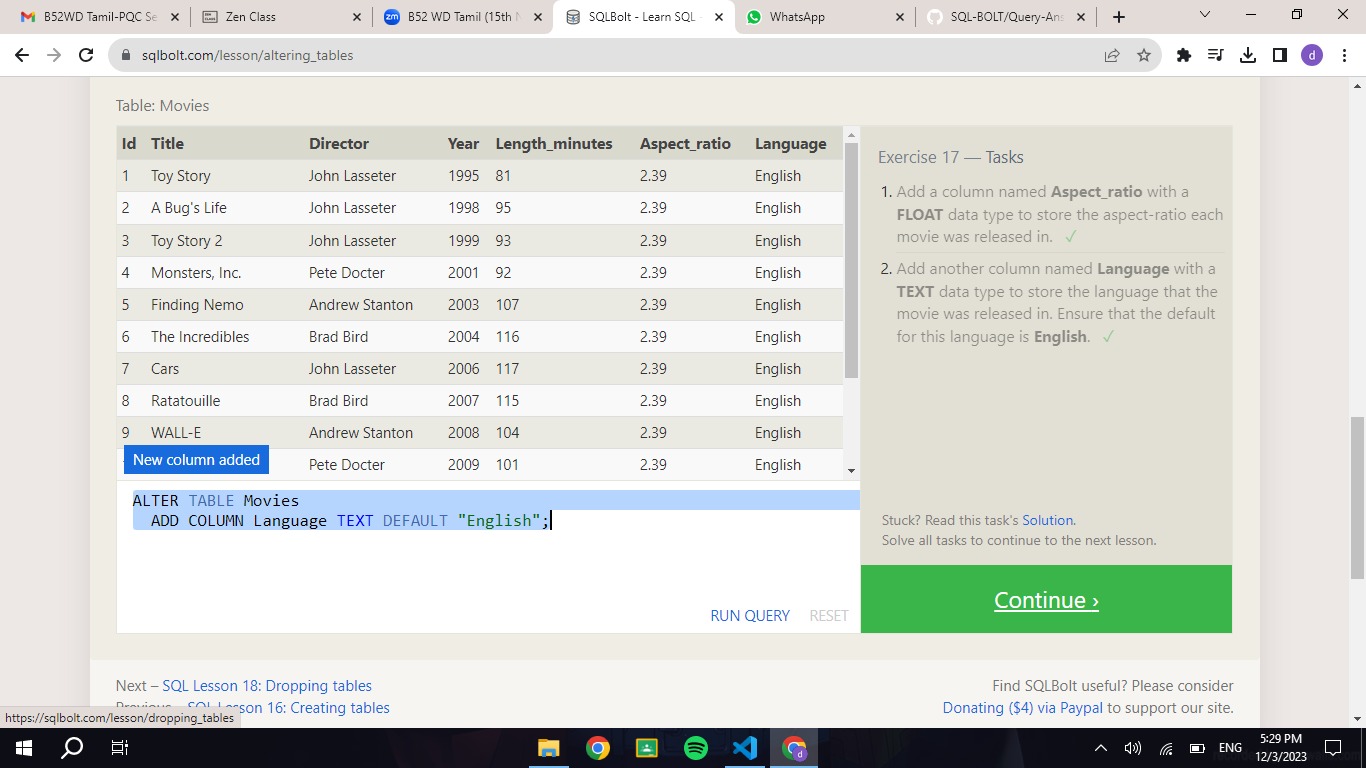 B52WD Tamil-PQC Se
Zen Class
B52 WD Tamil (15th N
SQLBolt - Learn SQL -
WhatsApp
SQL-BOLT/Query-Ans
sqlbolt.com/lesson/altering_tables
d
Table: Movies
Id Title Director Year Length_minutes Aspect_ratio Language
1 Toy Story John Lasseter 1995 81 2.39 English
2 A Bug's Life John Lasseter 1998 95 2.39 English
3 Toy Story 2 John Lasseter 1999 93 2.39 English
4 Monsters, Inc. Pete Docter 2001 92 2.39 English
5 Finding Nemo Andrew Stanton 2003 107 2.39 English
6 The Incredibles Brad Bird 2004 116 2.39 English
7 Cars John Lasseter 2006 117 2.39 English
8 Ratatouille Brad Bird 2007 115 2.39 English
9 WALL-E Andrew Stanton 2008 104 2.39 English
Pete Docter 2009 101 2.39 English
New column added
ALTER TABLE Movies
ADD COLUMN Language TEXT DEFAULT "English";
RUN QUERY RESET
Exercise 17 — Tasks
1. Add a column named Aspect_ratio with a
FLOAT data type to store the aspect-ratio each
movie was released in. ✓
2. Add another column named Language with a
TEXT data type to store the language that the
movie was released in. Ensure that the default
for this language is English. ✓
Stuck? Read this task's Solution.
Solve all tasks to continue to the next lesson.
Continue ›
Next – SQL Lesson 18: Dropping tables
Previous – SQL Lesson 16: Creating tables
Find SQLBolt useful? Please consider
Donating ($4) via Paypal to support our site.
https://sqlbolt.com/lesson/dropping_tables
d
ENG
5:29 PM
12/3/2023